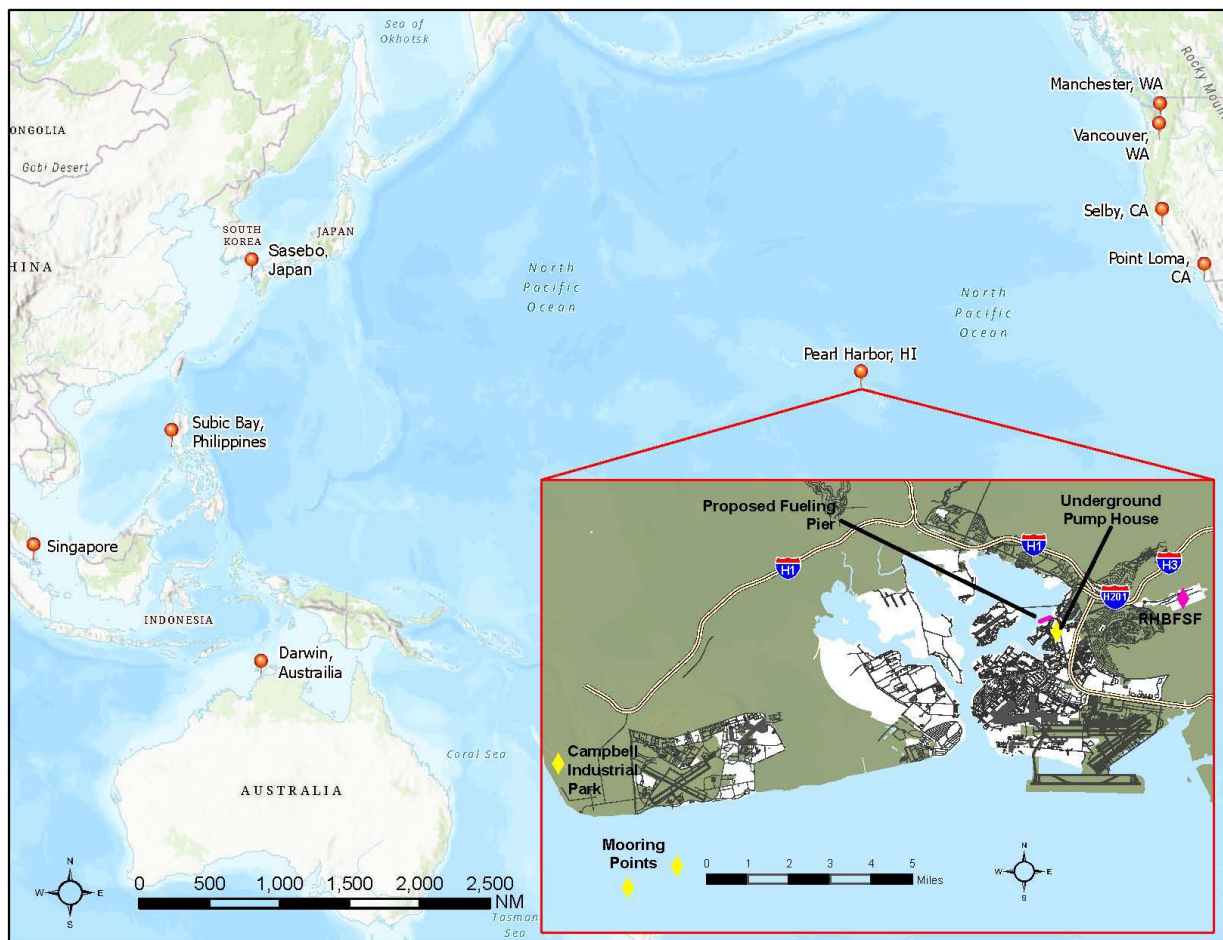 Sea of
Okhotsk
ONGOLIA
Gobi Desert
HINA
SOUTH
KOREA
JAPAN
Sasebo,
Japan
North
Pacific
Ocean
North
Pacific
Ocean
Rocky Mount
Manchester, WA
Vancouver,
WA
Selby, CA
Point Loma,
CA
Pearl Harbor, HI
Subic Bay,
Philippines
Singapore
INDONESIA
Darwin,
Austrailia
Coral Sea
AUSTRALIA
Tasman
Sea
N
W E
S
0 500 1,000 1,500 2,000 2,500
NM
Proposed Fueling
Pier
Underground
Pump House
H1
H1
H3
H201
RHBFSF
Campbell
Industrial
Park
Mooring
Points
0 1 2 3 4 5
Miles
N
W E
S